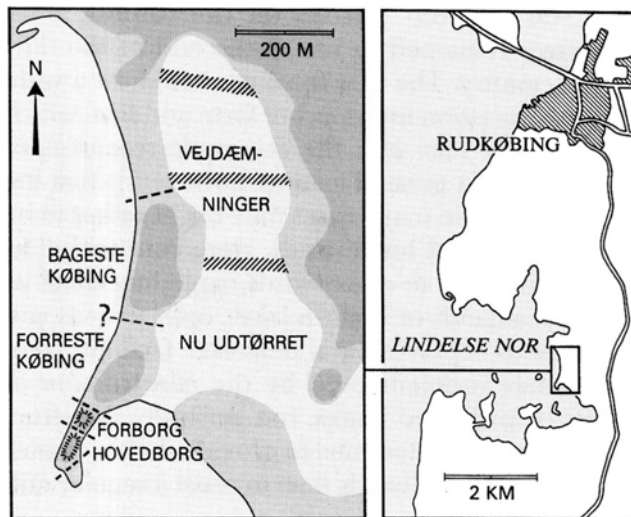 200 M
N
VEJDÆM-
NINGER
BAGESTE
KØBING
?
FORRESTE
KØBING
NU UDTØRRET
FORBORG
HOVEDBORG
RUDKØBING
LINDELSE NOR
2 KM